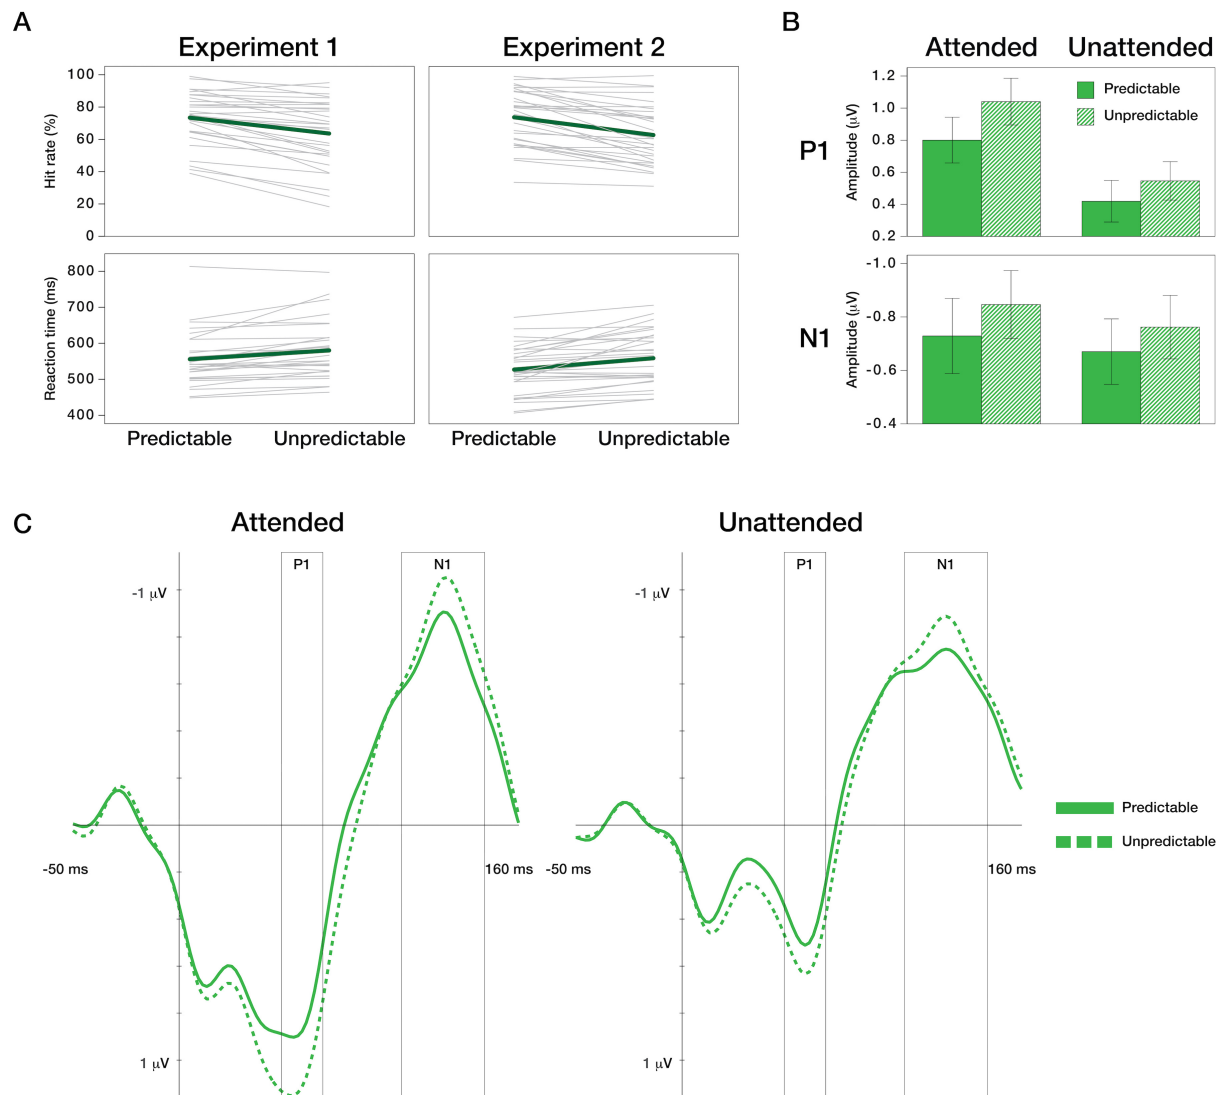 A
Experiment 1
Experiment 2
Hit rate (%)
100
80
60
40
20
0
Reaction time (ms)
800
700
600
500
400
Predictable
Unpredictable
Predictable
Unpredictable
B
Attended
Unattended
P1
Amplitude (μV)
1.2
1.0
0.8
0.6
0.4
0.2
Predictable
Unpredictable
N1
Amplitude (μV)
-1.0
-0.8
-0.6
-0.4
C
Attended
Unattended
P1
N1
-1 μV
-50 ms
160 ms
1 μV
P1
N1
-1 μV
-50 ms
160 ms
1 μV
Predictable
Unpredictable